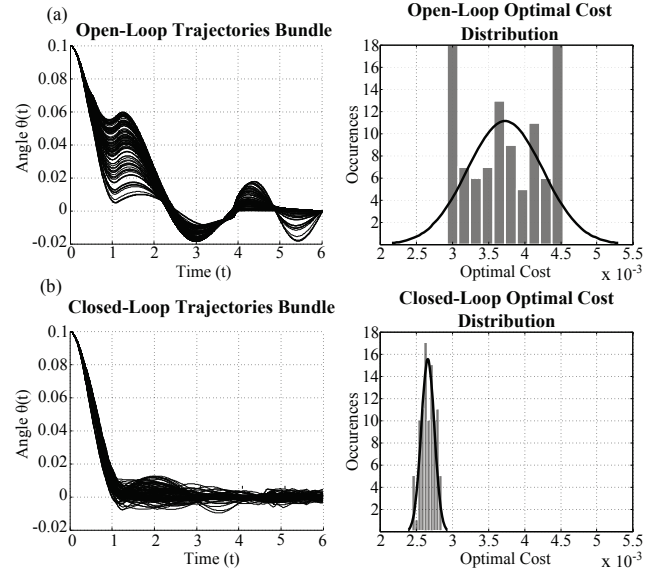 (a)
Open-Loop Trajectories Bundle
0.1
0.08
0.06
0.04
0.02
0
-0.02
0 1 2 3 4 5 6
Angle θ(t)
Time (t)
Open-Loop Optimal Cost
Distribution
18
16
14
12
10
8
6
4
2
2 2.5 3 3.5 4 4.5 5 5.5
Occurences
Optimal Cost
x 10-3
(b)
Closed-Loop Trajectories Bundle
0.1
0.08
0.06
0.04
0.02
0
-0.02
0 1 2 3 4 5 6
Angle θ(t)
Time (t)
Closed-Loop Optimal Cost
Distribution
18
16
14
12
10
8
6
4
2
2 2.5 3 3.5 4 4.5 5 5.5
Occurences
Optimal Cost
x 10-3